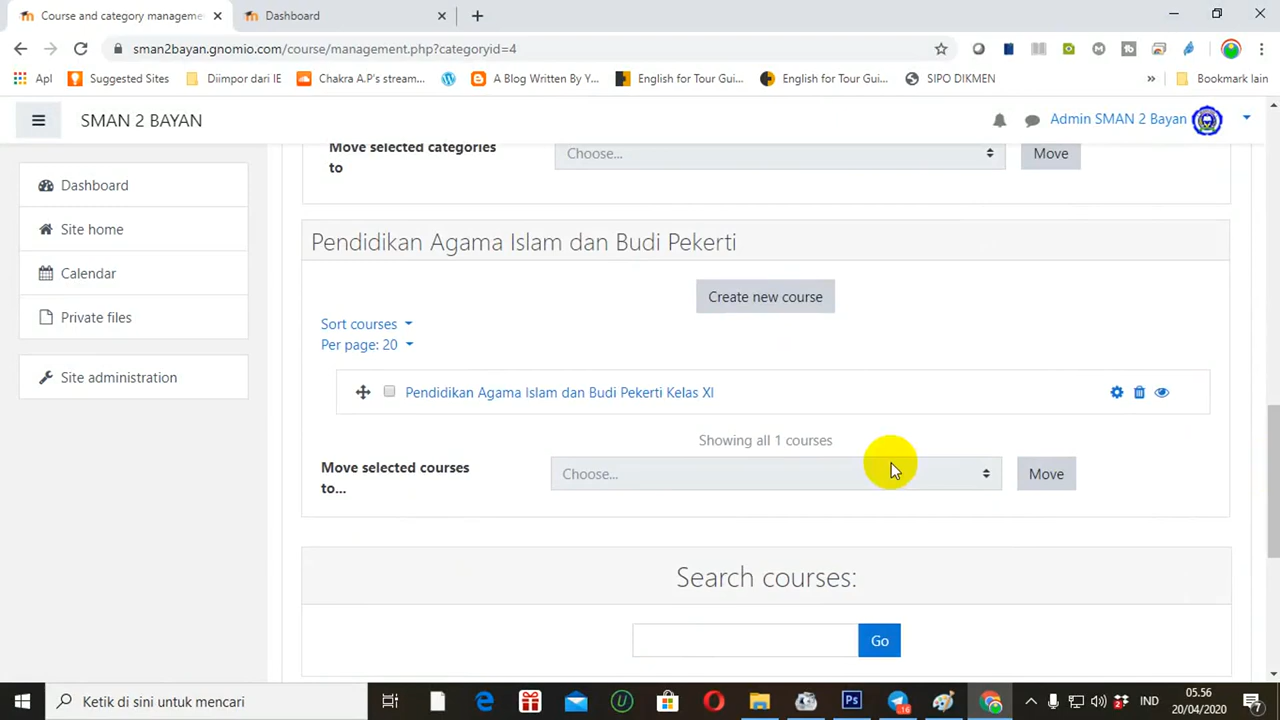 Course and category manageme
Dashboard
sman2bayan.gnomio.com/course/management.php?categoryid=4
Apl
Suggested Sites
Diimpor dari IE
Chakra A.P's stream...
A Blog Written By Y...
English for Tour Gui...
English for Tour Gui...
SIPO DIKMEN
»
Bookmark lain
SMAN 2 BAYAN
Admin SMAN 2 Bayan
Dashboard
Site home
Calendar
Private files
Site administration
Move selected categories
to
Choose...
Move
Pendidikan Agama Islam dan Budi Pekerti
Create new course
Sort courses
Per page: 20
Pendidikan Agama Islam dan Budi Pekerti Kelas XI
Showing all 1 courses
Move selected courses
to...
Choose...
Move
Search courses:
Go
Ketik di sini untuk mencari
Ps
16
IND
05.56
20/04/2020
7